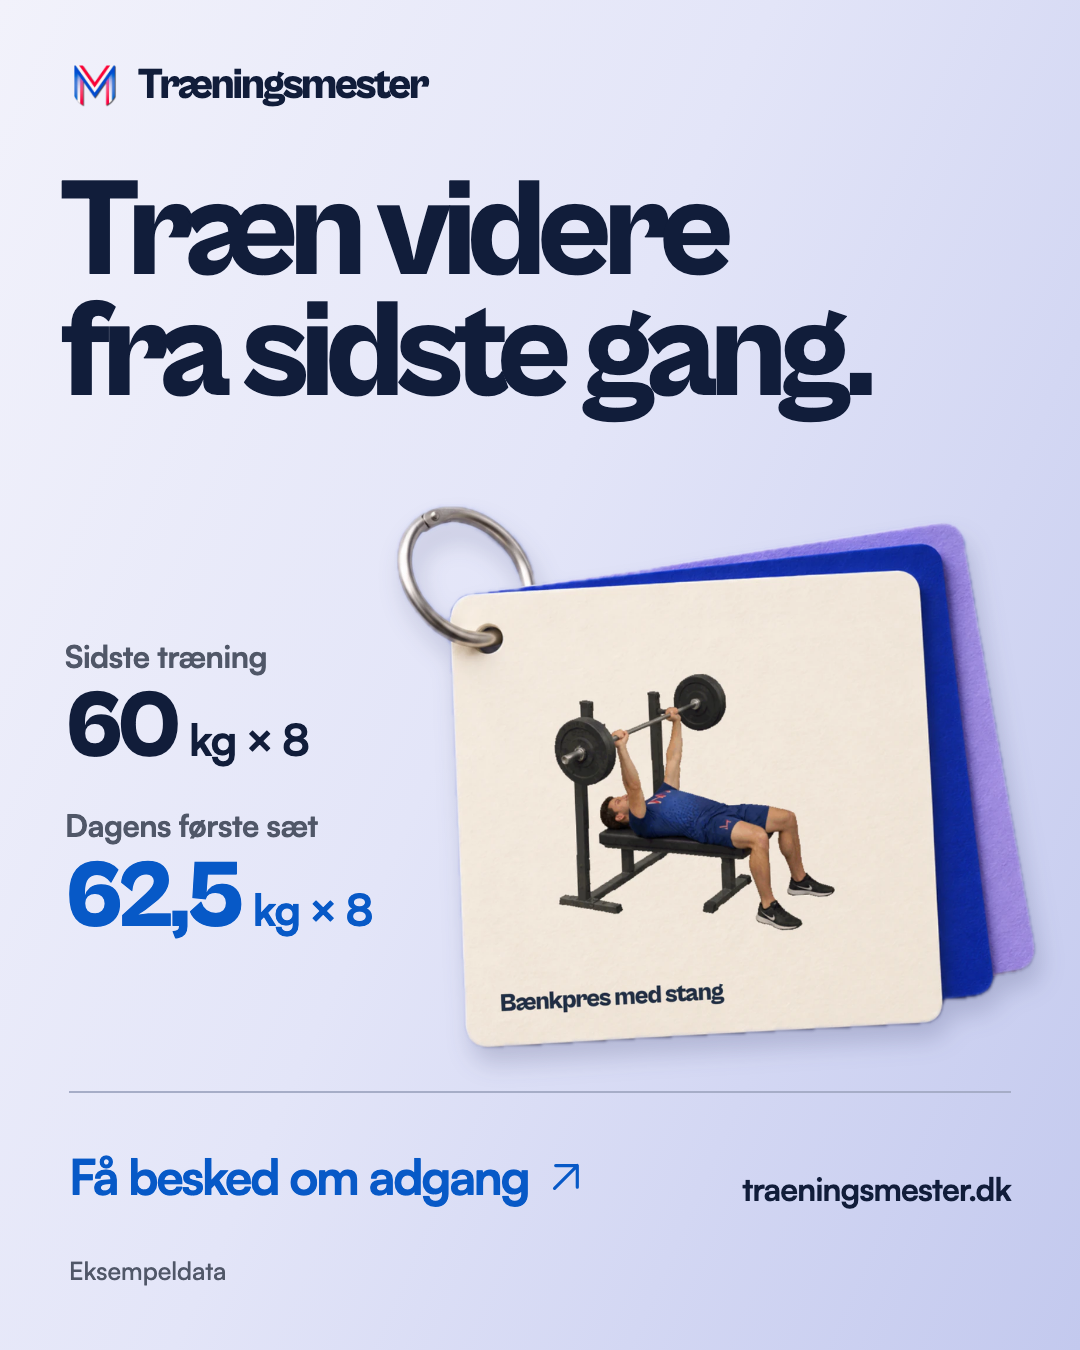 Træningsmester
Træn videre
fra sidste gang.
Sidste træning
60 kg × 8
Dagens første sæt
62,5 kg × 8
Bænkpres med stang
Få besked om adgang
traeningsmester.dk
Eksempeldata